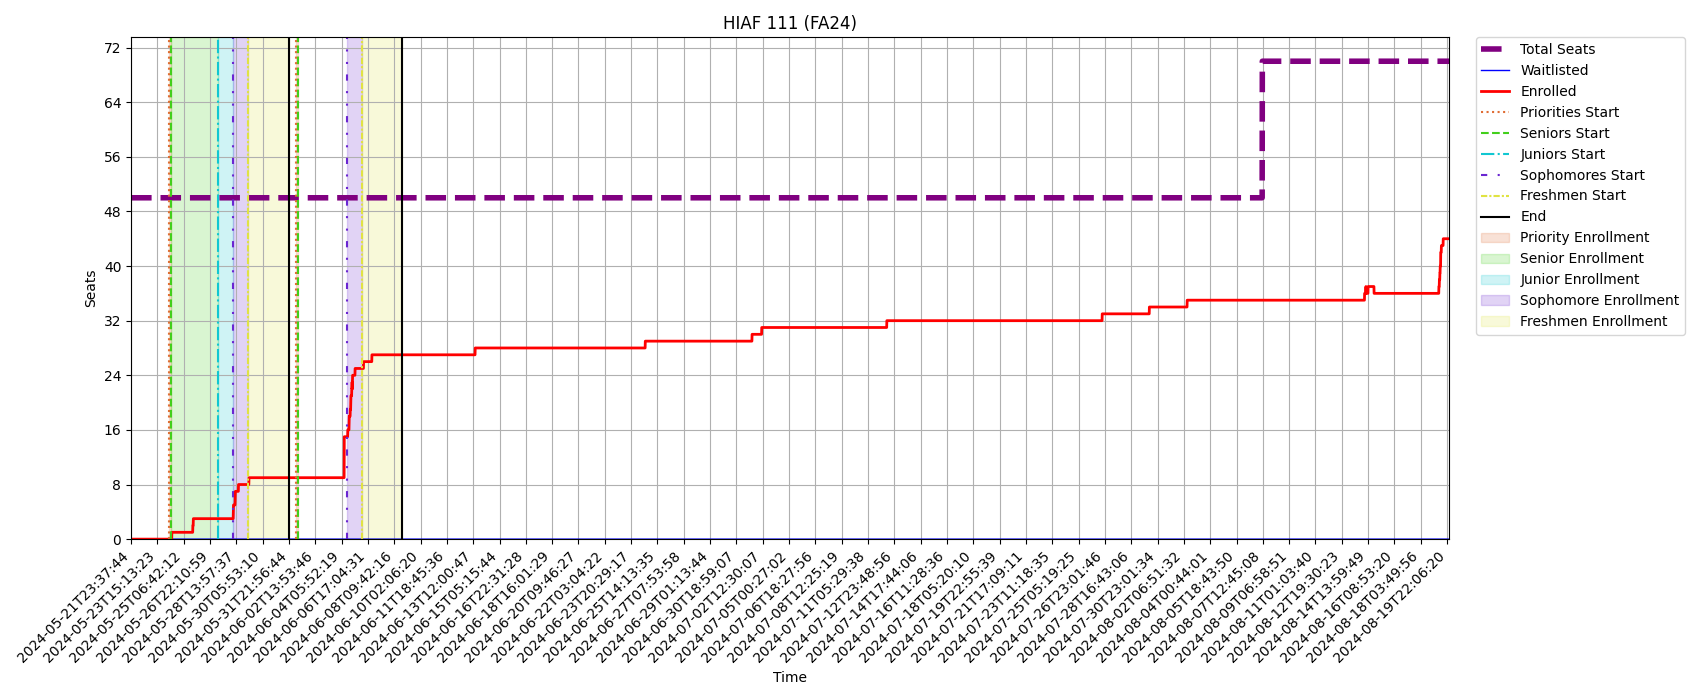 HIAF 111 (FA24)
72
64
56
48
40
32
24
16
8
0
Seats
2024-05-21T23:37:44
2024-05-23T15:13:23
2024-05-25T06:42:12
2024-05-26T22:10:59
2024-05-28T13:57:37
2024-05-30T05:53:10
2024-05-31T21:56:44
2024-06-02T13:53:46
2024-06-04T05:52:19
2024-06-06T17:04:31
2024-06-08T09:42:16
2024-06-10T02:06:20
2024-06-11T18:45:36
2024-06-13T12:00:47
2024-06-15T05:15:44
2024-06-16T22:31:28
2024-06-18T16:01:29
2024-06-20T09:46:27
2024-06-22T03:04:22
2024-06-23T20:29:17
2024-06-25T14:13:35
2024-06-27T07:53:58
2024-06-29T01:13:44
2024-06-30T18:59:07
2024-07-02T12:30:07
2024-07-05T00:27:02
2024-07-06T18:27:56
2024-07-08T12:25:19
2024-07-11T05:29:38
2024-07-12T23:48:56
2024-07-14T17:44:06
2024-07-16T11:28:36
2024-07-18T05:20:10
2024-07-19T22:55:39
2024-07-21T17:09:11
2024-07-23T11:18:35
2024-07-25T05:19:25
2024-07-26T23:01:46
2024-07-28T16:43:06
2024-07-30T23:01:34
2024-08-02T06:51:32
2024-08-04T00:44:01
2024-08-05T18:43:50
2024-08-07T12:45:08
2024-08-09T06:58:51
2024-08-11T01:03:40
2024-08-12T19:30:23
2024-08-14T13:59:49
2024-08-16T08:53:20
2024-08-18T03:49:56
2024-08-19T22:06:20
Time
Total Seats
Waitlisted
Enrolled
Priorities Start
Seniors Start
Juniors Start
Sophomores Start
Freshmen Start
End
Priority Enrollment
Senior Enrollment
Junior Enrollment
Sophomore Enrollment
Freshmen Enrollment